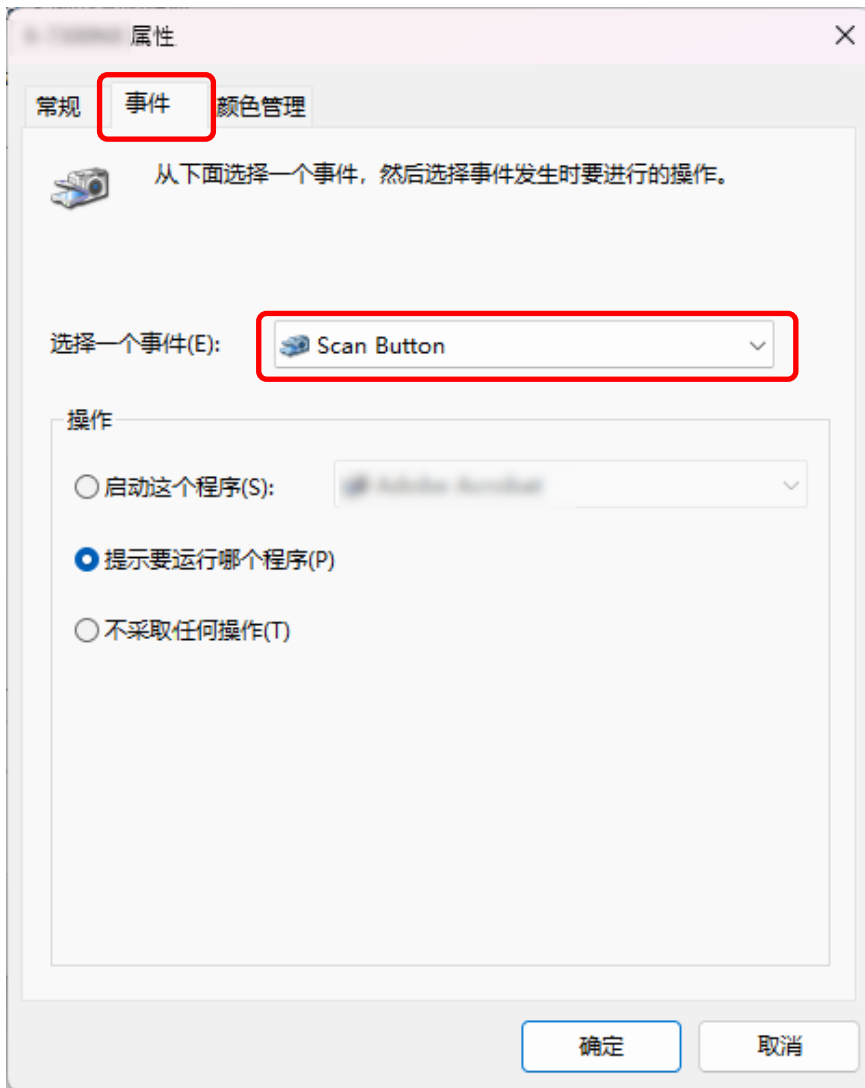 属性
常规 事件 颜色管理
从下面选择一个事件，然后选择事件发生时要进行的操作。
选择一个事件(E): Scan Button
操作
启动这个程序(S):
提示要运行哪个程序(P)
不采取任何操作(T)
确定 取消